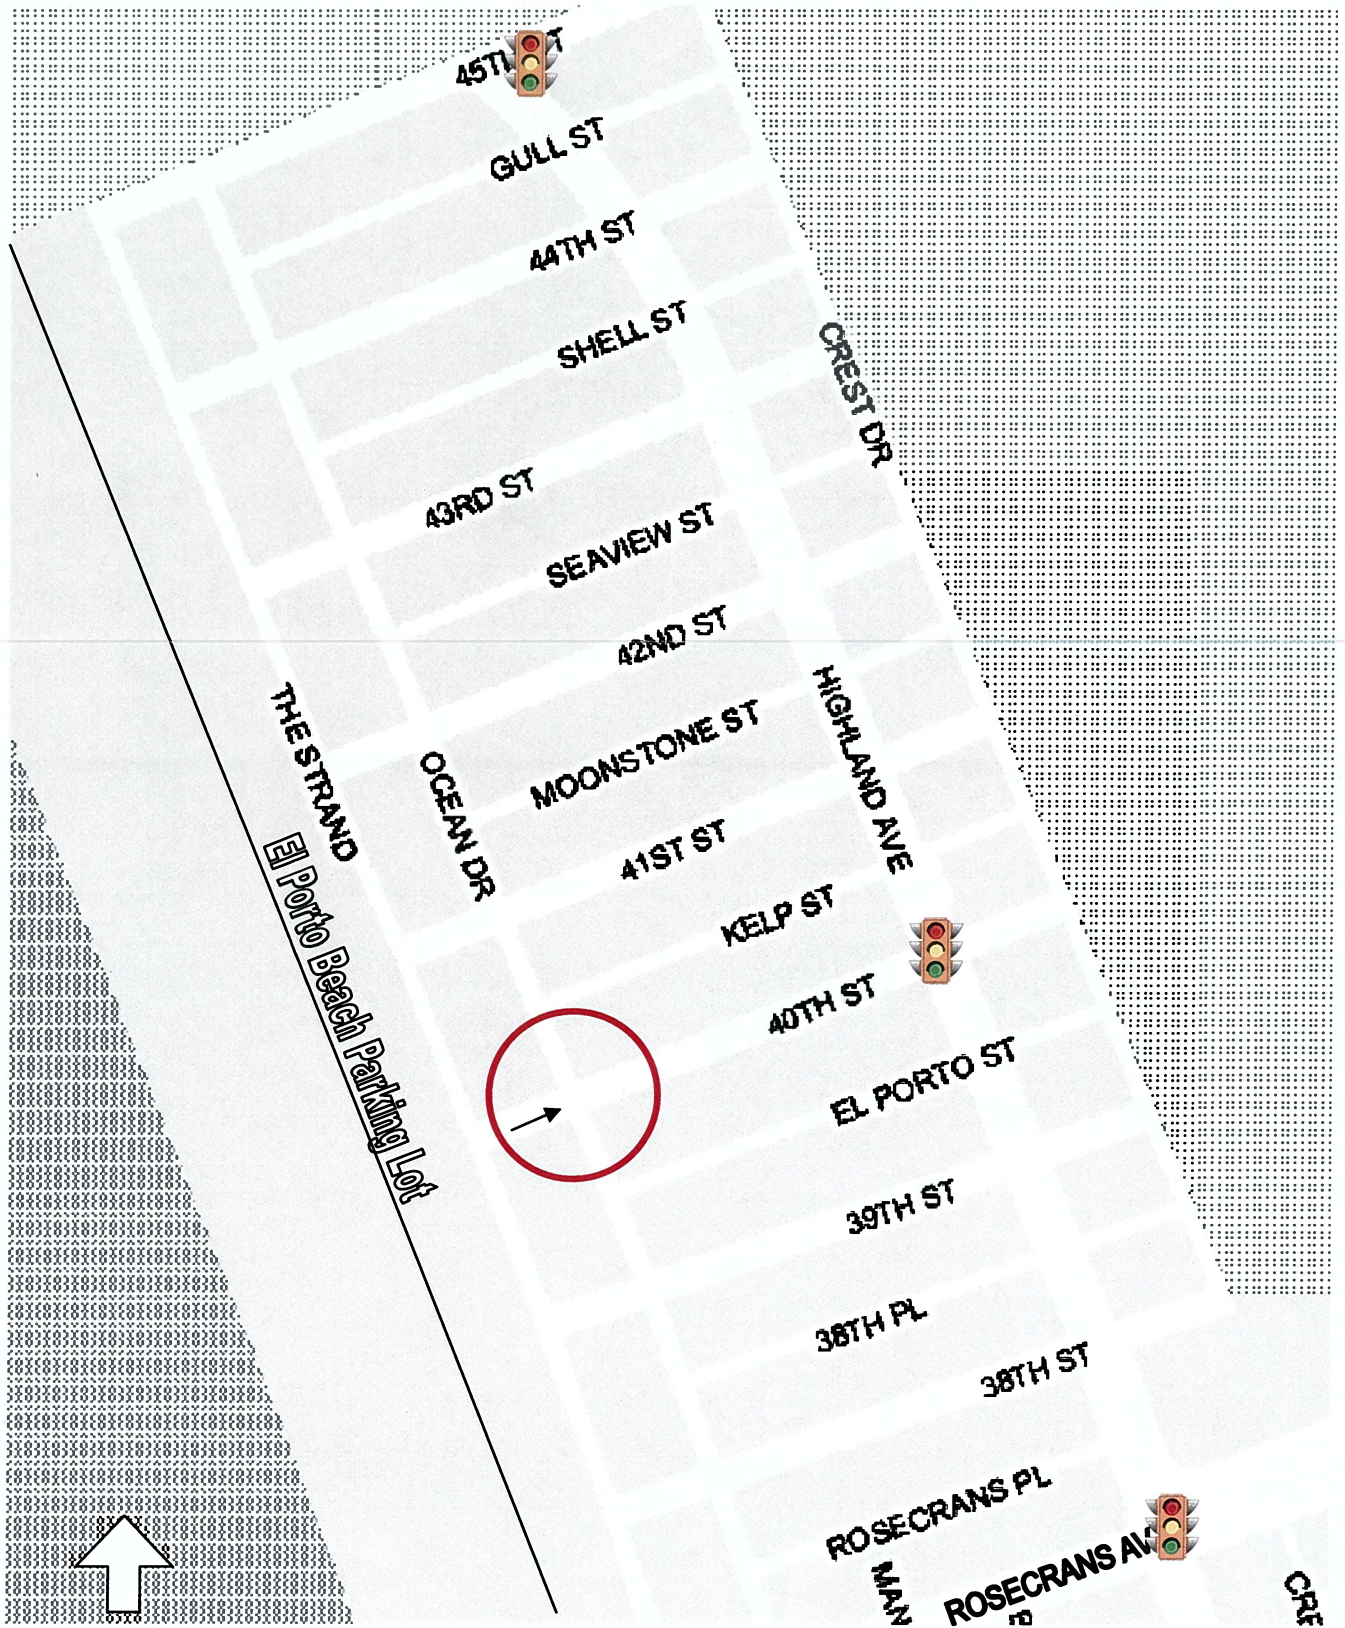 GULL ST
44TH ST
SHELL ST
CREST DR
43RD ST
SEAVIEW ST
42ND ST
HIGHLAND AVE
THE STRAND
MOONSTONE ST
OCEAN DR
41ST ST
El Porto Beach Parking Lot
KELP ST
40TH ST
EL PORTO ST
39TH ST
38TH PL
38TH ST
ROSECRANS PL
ROSECRANS AV
MAN